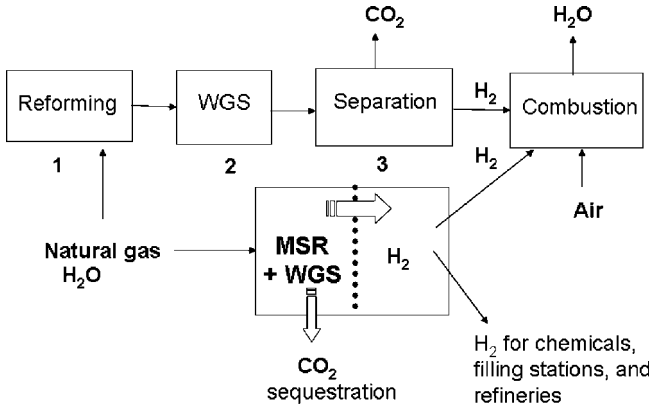 CO₂
H₂O
Reforming
WGS
Separation
H₂
Combustion
1
2
3
H₂
Air
Natural gas
H₂O
MSR
+ WGS
H₂
CO₂
sequestration
H₂ for chemicals,
filling stations, and
refineries